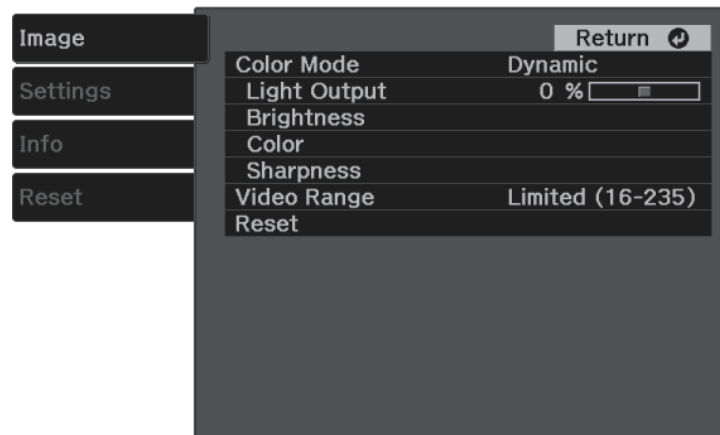 Image
Settings
Info
Reset
Return
Color Mode Dynamic
Light Output 0 %
Brightness
Color
Sharpness
Video Range Limited (16-235)
Reset